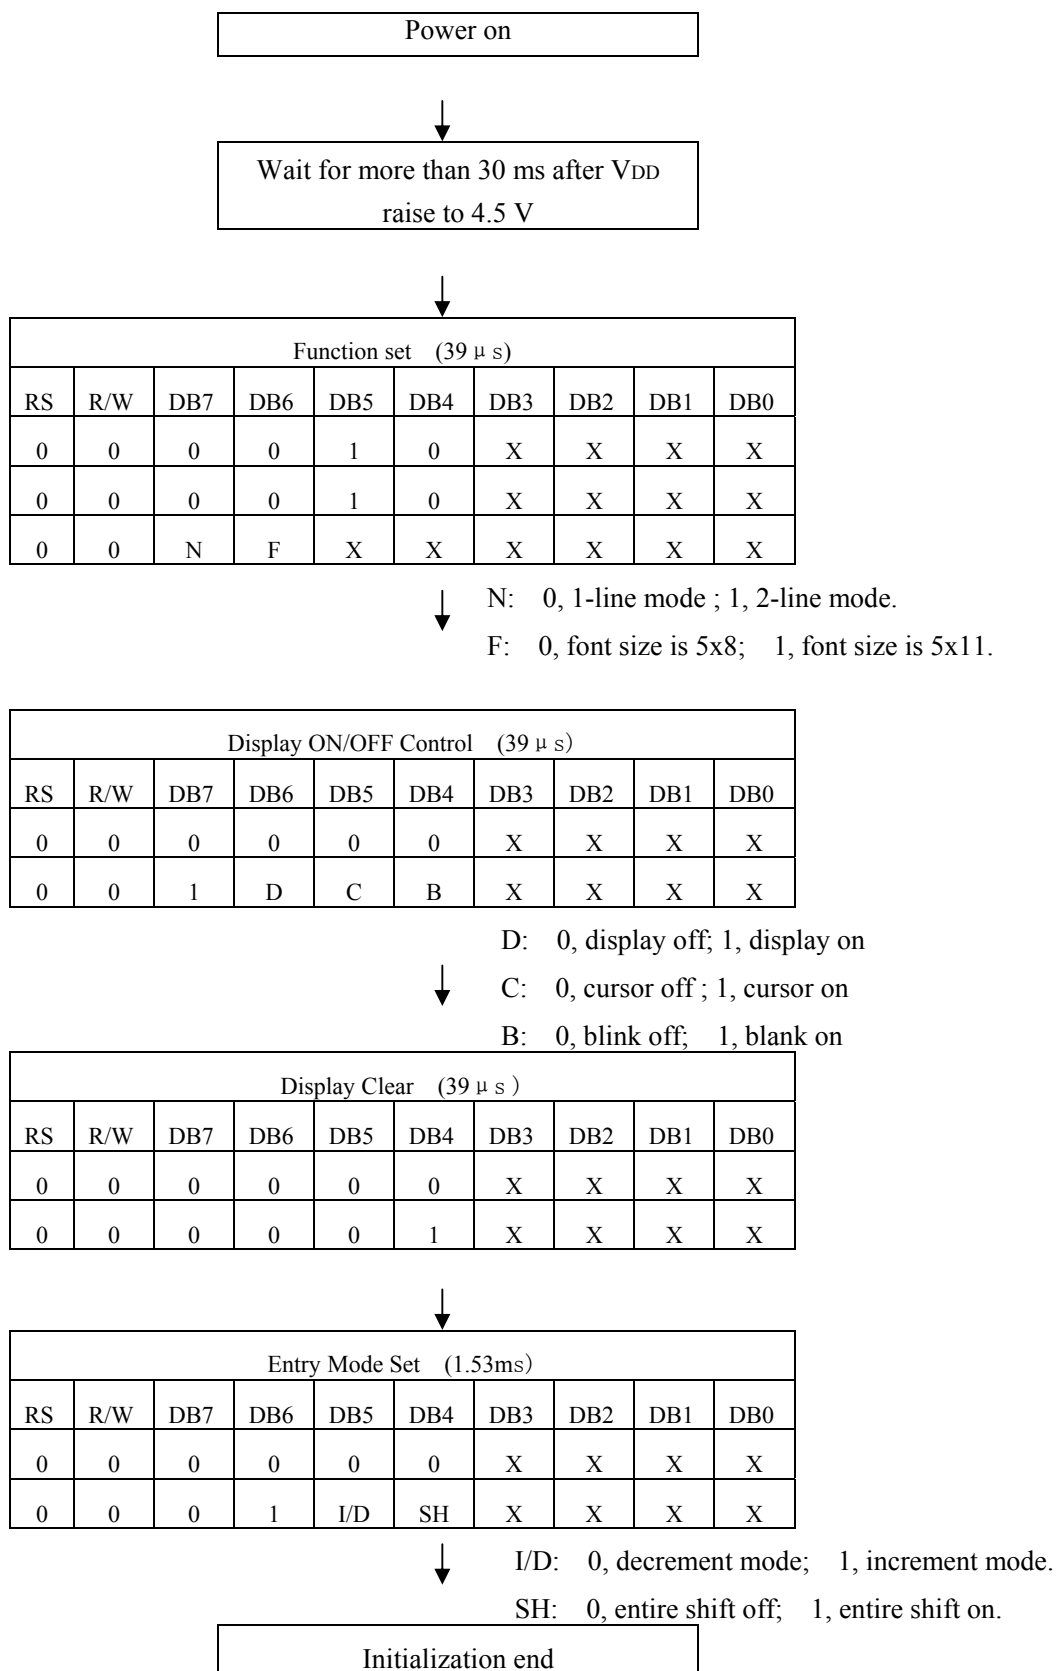 Power on
Wait for more than 30 ms after VDD
raise to 4.5 V
Function set (39μs)
RS R/W DB7 DB6 DB5 DB4 DB3 DB2 DB1 DB0
0 0 0 0 1 0 X X X X
0 0 0 0 1 0 X X X X
0 0 N F X X X X X X
N: 0, 1-line mode ; 1, 2-line mode.
F: 0, font size is 5x8; 1, font size is 5x11.
Display ON/OFF Control (39μs)
RS R/W DB7 DB6 DB5 DB4 DB3 DB2 DB1 DB0
0 0 0 0 0 0 X X X X
0 0 1 D C B X X X X
D: 0, display off; 1, display on
C: 0, cursor off ; 1, cursor on
B: 0, blink off; 1, blank on
Display Clear (39μs)
RS R/W DB7 DB6 DB5 DB4 DB3 DB2 DB1 DB0
0 0 0 0 0 0 X X X X
0 0 0 0 0 1 X X X X
Entry Mode Set (1.53ms)
RS R/W DB7 DB6 DB5 DB4 DB3 DB2 DB1 DB0
0 0 0 0 0 0 X X X X
0 0 0 1 I/D SH X X X X
I/D: 0, decrement mode; 1, increment mode.
SH: 0, entire shift off; 1, entire shift on.
Initialization end